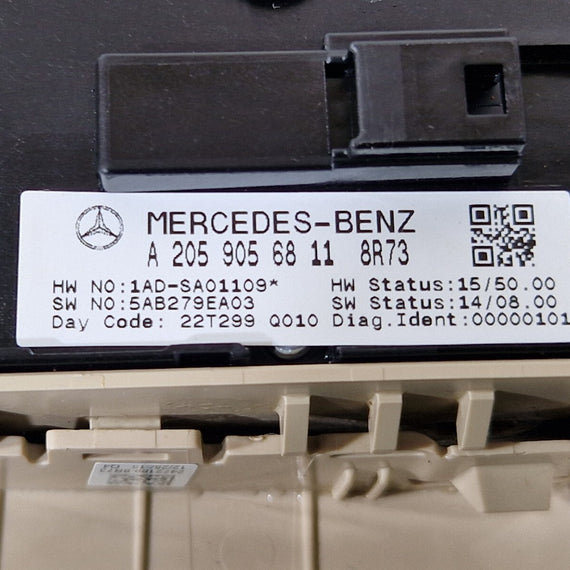 MERCEDES-BENZ
A 205 905 68 11 8R73
HW NO:1AD-SA01109* HW Status:15/50.00
SW NO:5AB279EA03 SW Status:14/08.00
Day Code: 22T299 Q010 Diag.Ident:00000101